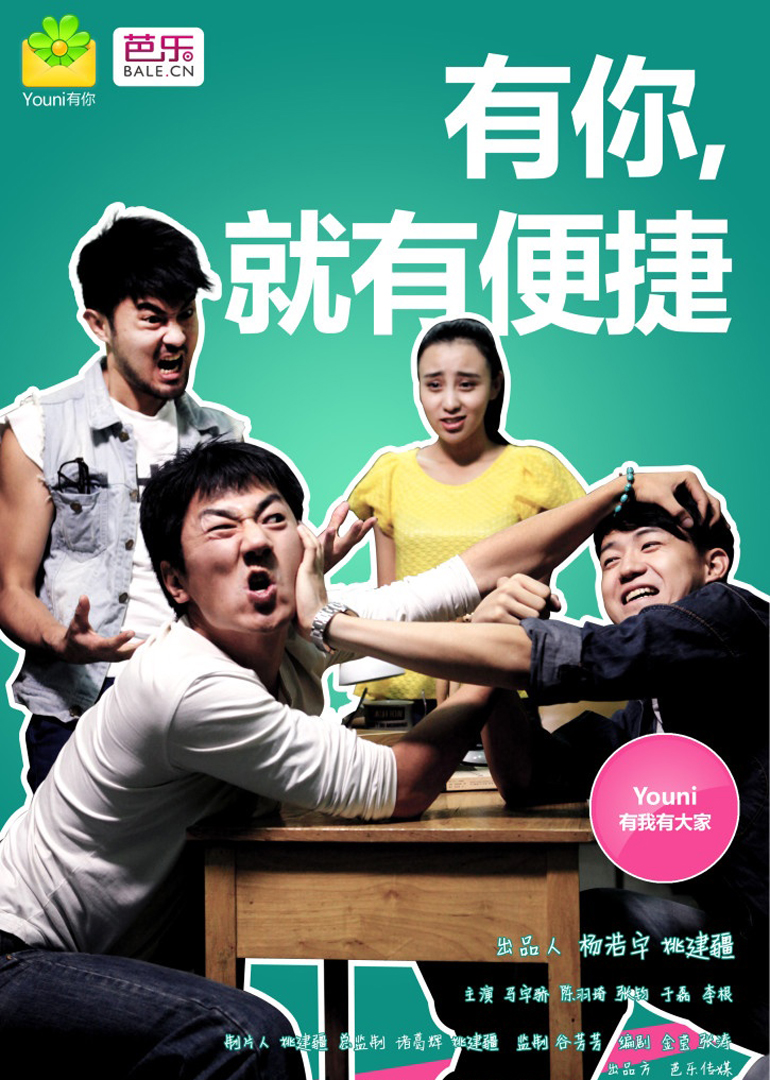 Youni有你
芭乐
BALE.CN
有你,
就有便捷
Youni
有我有大家
出品人 杨浩宇 姚建疆
主演 马宇骄 陈羽琦 张钧 于磊 李根
制片人 姚建疆 总监制 诸葛辉 姚建疆 监制 谷芳芳 编剧 金莹 张涛
出品方 芭乐传媒